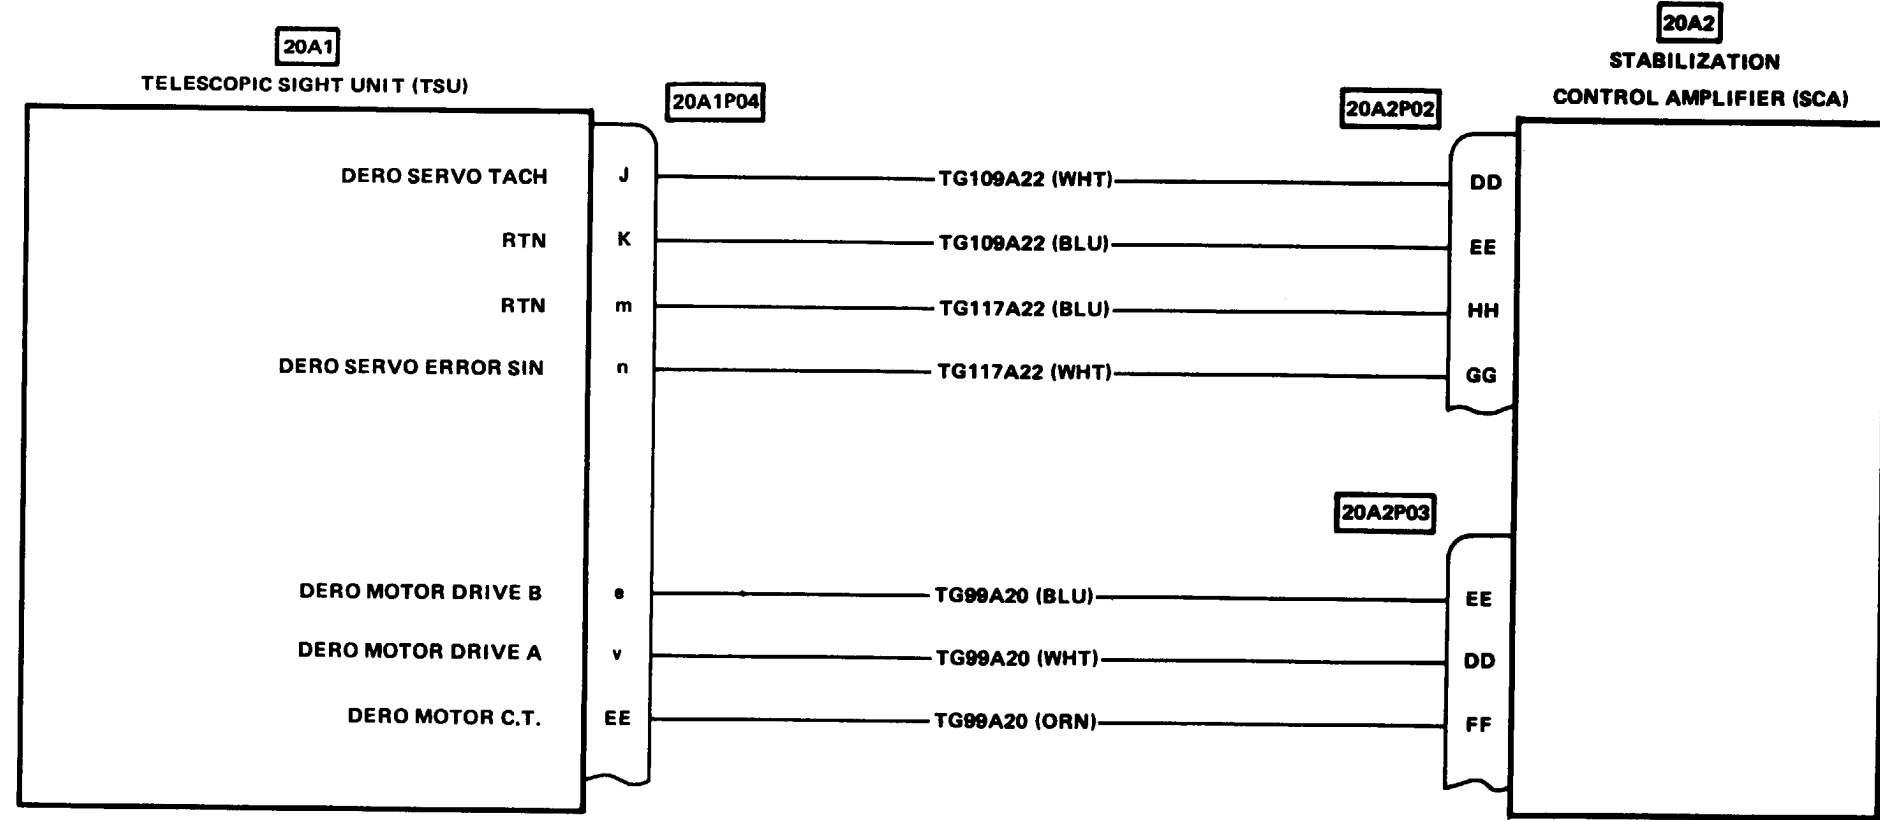 20A1
TELESCOPIC SIGHT UNIT (TSU)
20A1P04
20A2P02
20A2
STABILIZATION
CONTROL AMPLIFIER (SCA)
DERO SERVO TACH J TG109A22 (WHT) DD
RTN K TG109A22 (BLU) EE
RTN m TG117A22 (BLU) HH
DERO SERVO ERROR SIN n TG117A22 (WHT) GG
20A2P03
DERO MOTOR DRIVE B e TG99A20 (BLU) EE
DERO MOTOR DRIVE A v TG99A20 (WHT) DD
DERO MOTOR C.T. EE TG99A20 (ORN) FF